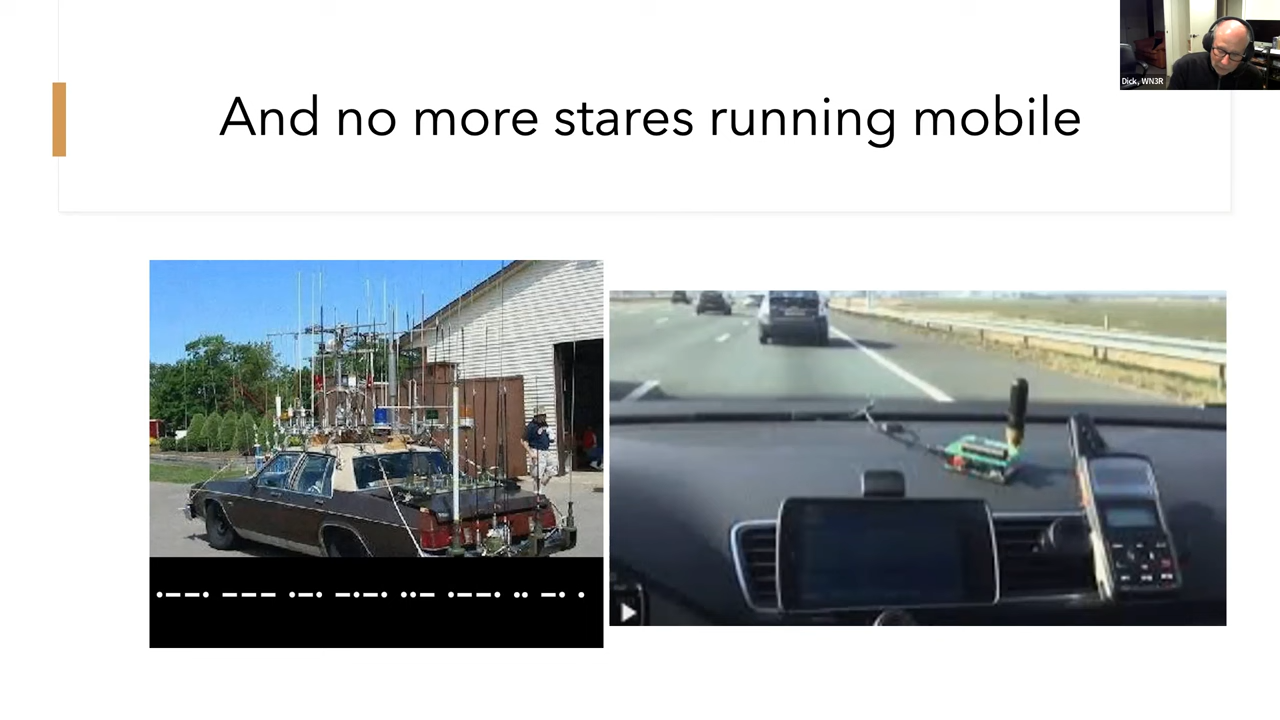 Dick, WN3R
And no more stares running mobile
·−−· −−− ·−· −·−· ··− ·−−· ·· −· ·